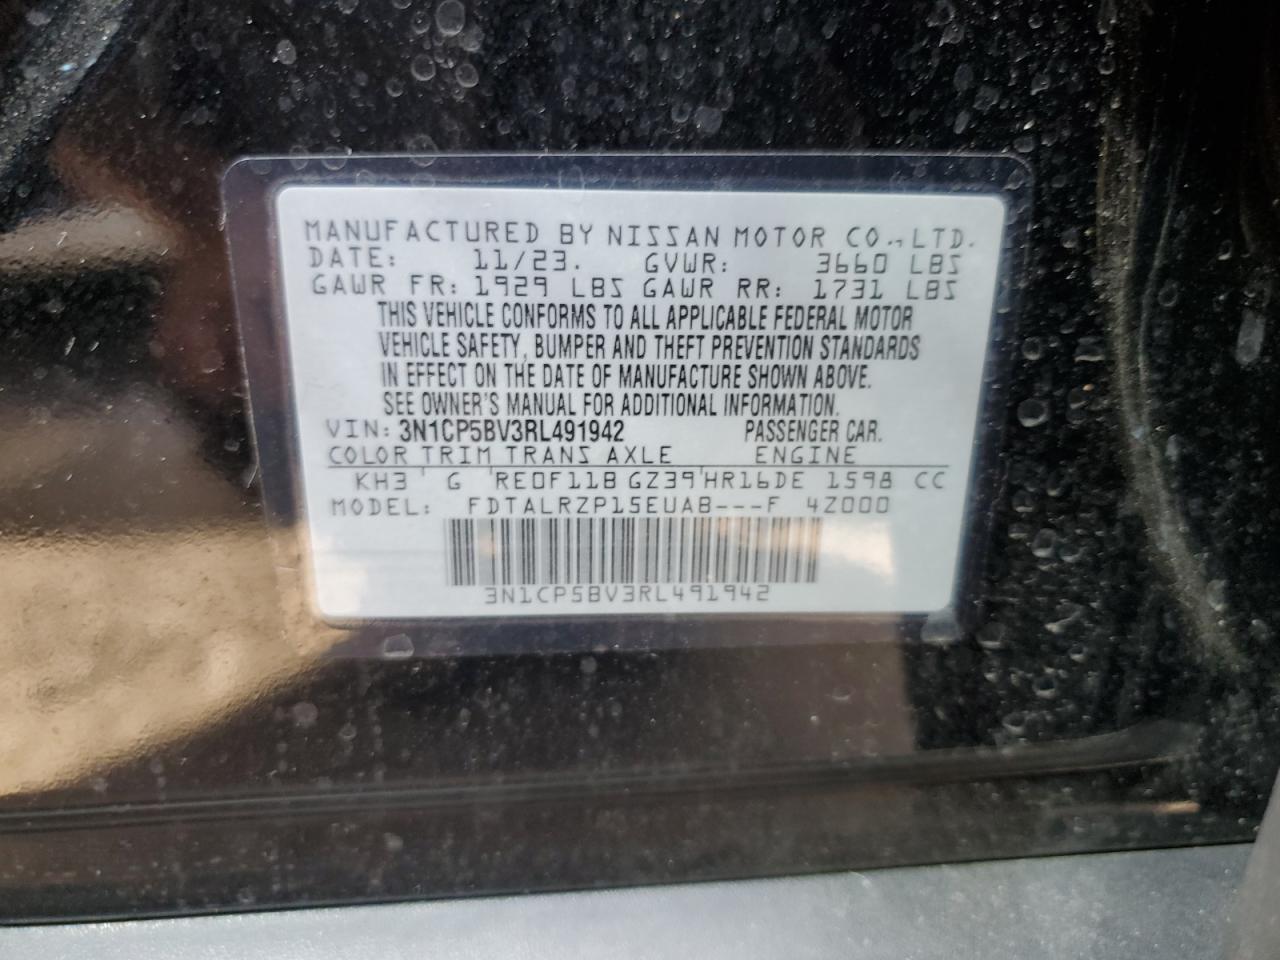 MANUFACTURED BY NISSAN MOTOR CO., LTD.
DATE: 11/23. GVWR: 3660 LBS
GAWR FR: 1929 LBS GAWR RR: 1731 LBS
THIS VEHICLE CONFORMS TO ALL APPLICABLE FEDERAL MOTOR
VEHICLE SAFETY, BUMPER AND THEFT PREVENTION STANDARDS
IN EFFECT ON THE DATE OF MANUFACTURE SHOWN ABOVE.
SEE OWNER'S MANUAL FOR ADDITIONAL INFORMATION.
VIN: 3N1CP5BV3RL491942 PASSENGER CAR.
COLOR TRIM TRANS AXLE ENGINE
KH3 ' G 'RE0F11B GZ39'HR16DE 1598 CC
MODEL: FDTALRZP15EUAB---F 4Z000
3N1CP5BV3RL491942